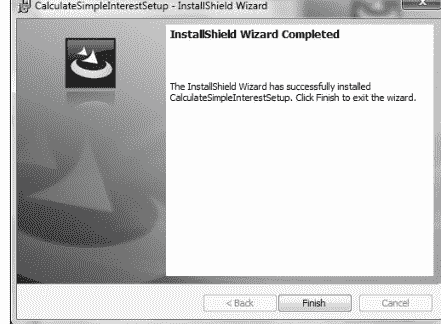 CalculateSimpleInterestSetup - InstallShield Wizard
InstallShield Wizard Completed
The InstallShield Wizard has successfully installed
CalculateSimpleInterestSetup. Click Finish to exit the wizard.
< Back
Finish
Cancel